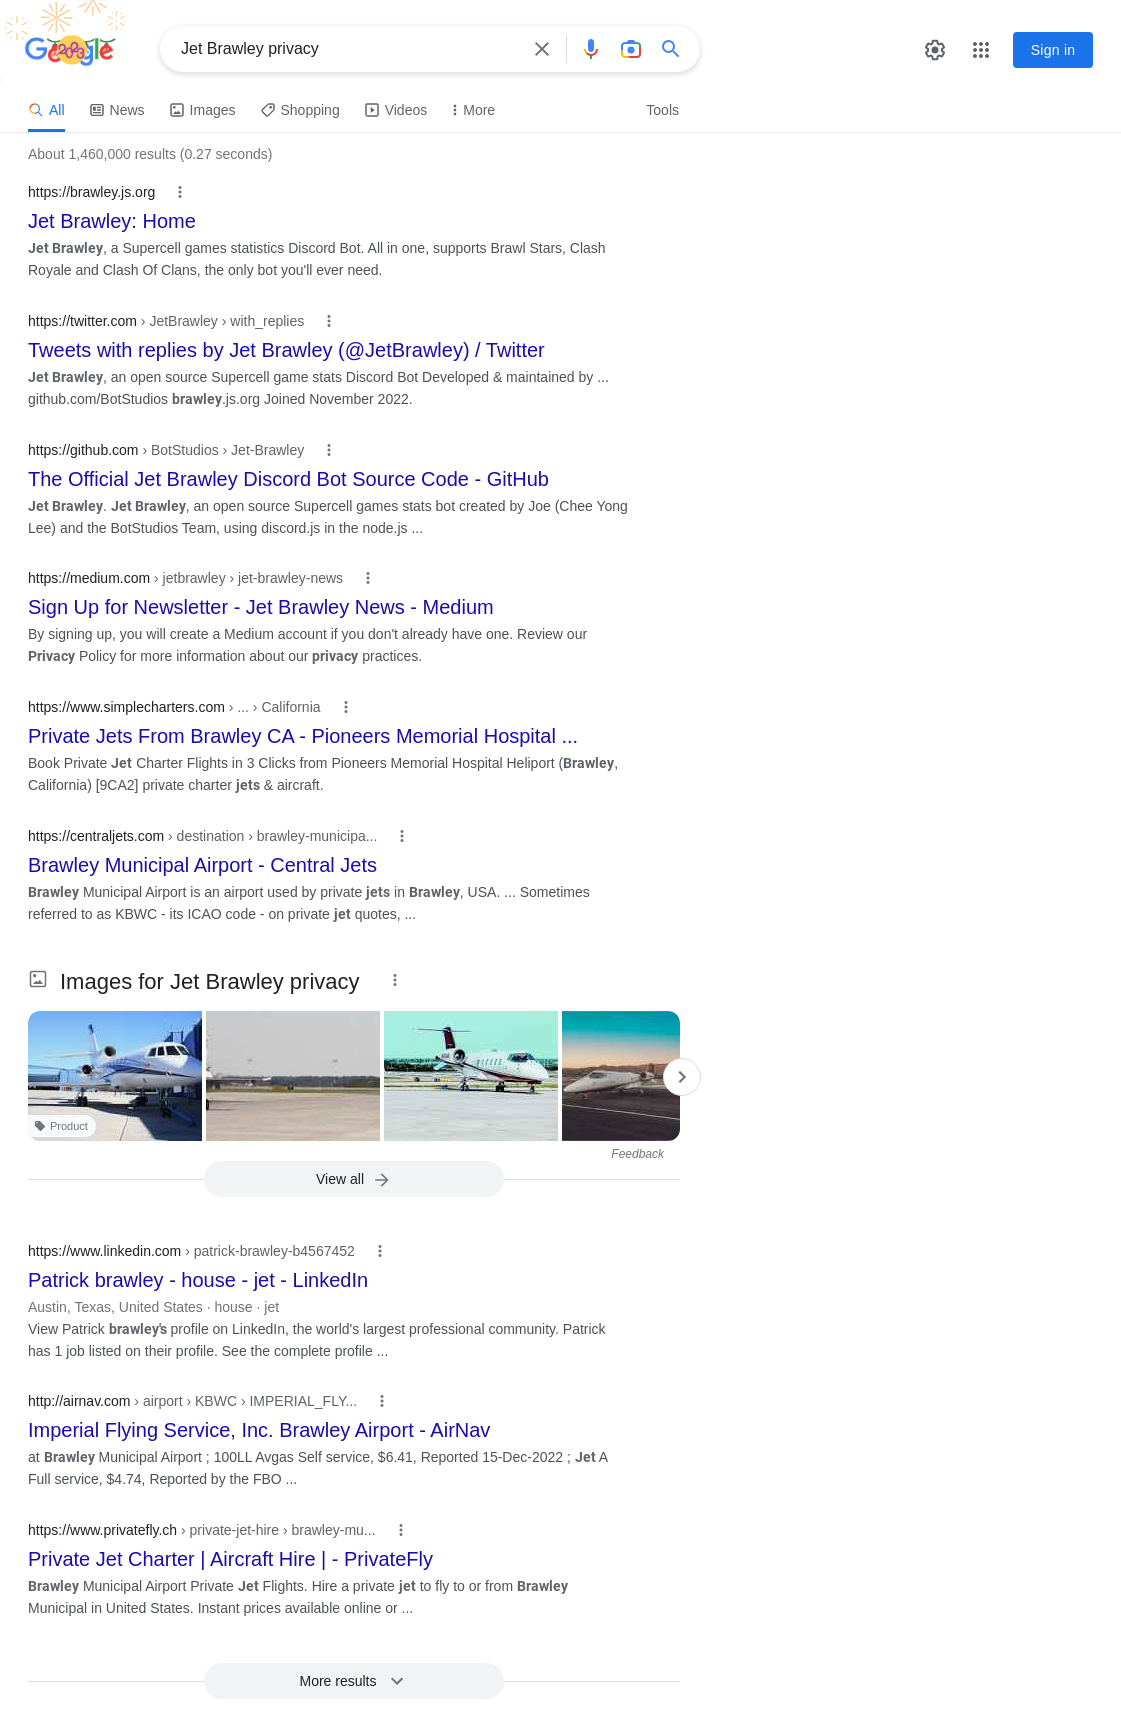 Google
2023
Jet Brawley privacy
Sign in
All
News
Images
Shopping
Videos
More
Tools
About 1,460,000 results (0.27 seconds)
https://brawley.js.org
Jet Brawley: Home
Jet Brawley, a Supercell games statistics Discord Bot. All in one, supports Brawl Stars, Clash
Royale and Clash Of Clans, the only bot you'll ever need.
https://twitter.com › JetBrawley › with_replies
Tweets with replies by Jet Brawley (@JetBrawley) / Twitter
Jet Brawley, an open source Supercell game stats Discord Bot Developed & maintained by ...
github.com/BotStudios brawley.js.org Joined November 2022.
https://github.com › BotStudios › Jet-Brawley
The Official Jet Brawley Discord Bot Source Code - GitHub
Jet Brawley. Jet Brawley, an open source Supercell games stats bot created by Joe (Chee Yong
Lee) and the BotStudios Team, using discord.js in the node.js ...
https://medium.com › jetbrawley › jet-brawley-news
Sign Up for Newsletter - Jet Brawley News - Medium
By signing up, you will create a Medium account if you don't already have one. Review our
Privacy Policy for more information about our privacy practices.
https://www.simplecharters.com › ... › California
Private Jets From Brawley CA - Pioneers Memorial Hospital ...
Book Private Jet Charter Flights in 3 Clicks from Pioneers Memorial Hospital Heliport (Brawley,
California) [9CA2] private charter jets & aircraft.
https://centraljets.com › destination › brawley-municipa...
Brawley Municipal Airport - Central Jets
Brawley Municipal Airport is an airport used by private jets in Brawley, USA. ... Sometimes
referred to as KBWC - its ICAO code - on private jet quotes, ...
Images for Jet Brawley privacy
Product
Feedback
View all
https://www.linkedin.com › patrick-brawley-b4567452
Patrick brawley - house - jet - LinkedIn
Austin, Texas, United States · house · jet
View Patrick brawley's profile on LinkedIn, the world's largest professional community. Patrick
has 1 job listed on their profile. See the complete profile ...
http://airnav.com › airport › KBWC › IMPERIAL_FLY...
Imperial Flying Service, Inc. Brawley Airport - AirNav
at Brawley Municipal Airport ; 100LL Avgas Self service, $6.41, Reported 15-Dec-2022 ; Jet A
Full service, $4.74, Reported by the FBO ...
https://www.privatefly.ch › private-jet-hire › brawley-mu...
Private Jet Charter | Aircraft Hire | - PrivateFly
Brawley Municipal Airport Private Jet Flights. Hire a private jet to fly to or from Brawley
Municipal in United States. Instant prices available online or ...
More results